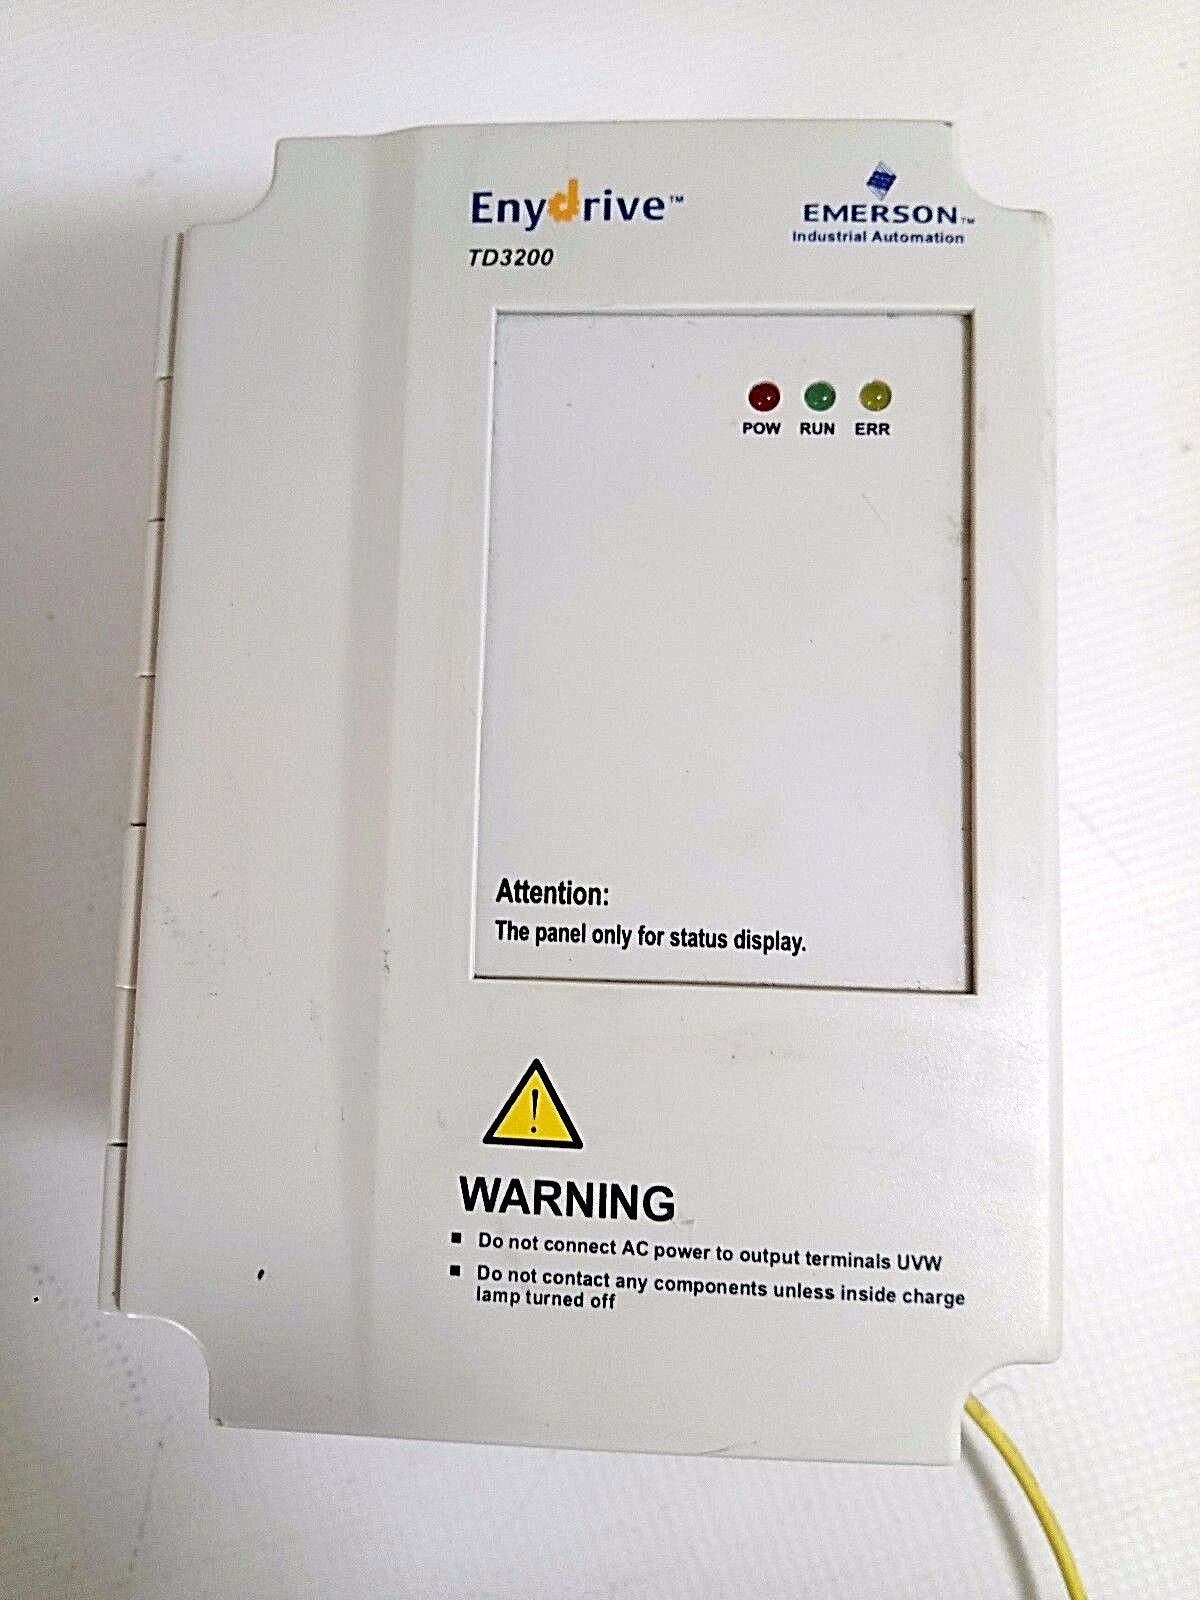 Enydrive™
TD3200
EMERSON™
Industrial Automation
POW RUN ERR
Attention:
The panel only for status display.
!
WARNING
■ Do not connect AC power to output terminals UVW
■ Do not contact any components unless inside charge
lamp turned off